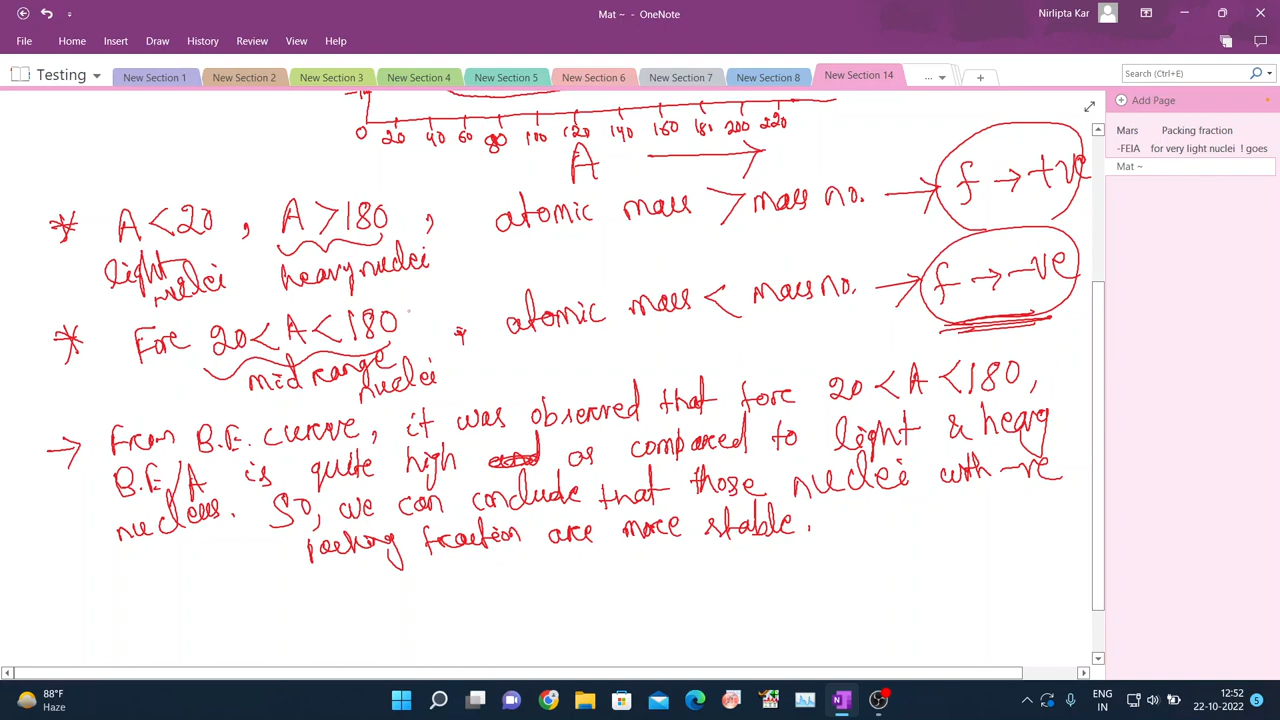 Mat ~ - OneNote
Nirlipta Kar
File Home Insert Draw History Review View Help
Testing
New Section 1 New Section 2 New Section 3 New Section 4 New Section 5 New Section 6 New Section 7 New Section 8 New Section 14 ...
Search (Ctrl+E)
Add Page
Mars Packing fraction
-FEIA for very light nuclei ! goes
Mat ~
0 20 40 60 80 100 120 140 160 180 200 220
A →
* A < 20 , A > 180 , atomic mass > mass no. → f → +ve
light nuclei heavy nuclei
* Fore 20 < A < 180 , atomic mass < mass no. → f → -ve
mid range nuclei
→ From B.E. curve, it was observed that fore 20 < A < 180,
B.E/A is quite high as compared to light & heavy
nucleus. So, we can conclude that those nuclei with -ve
packing fraction are more stable.
88°F
Haze
ENG
IN
12:52
22-10-2022
5